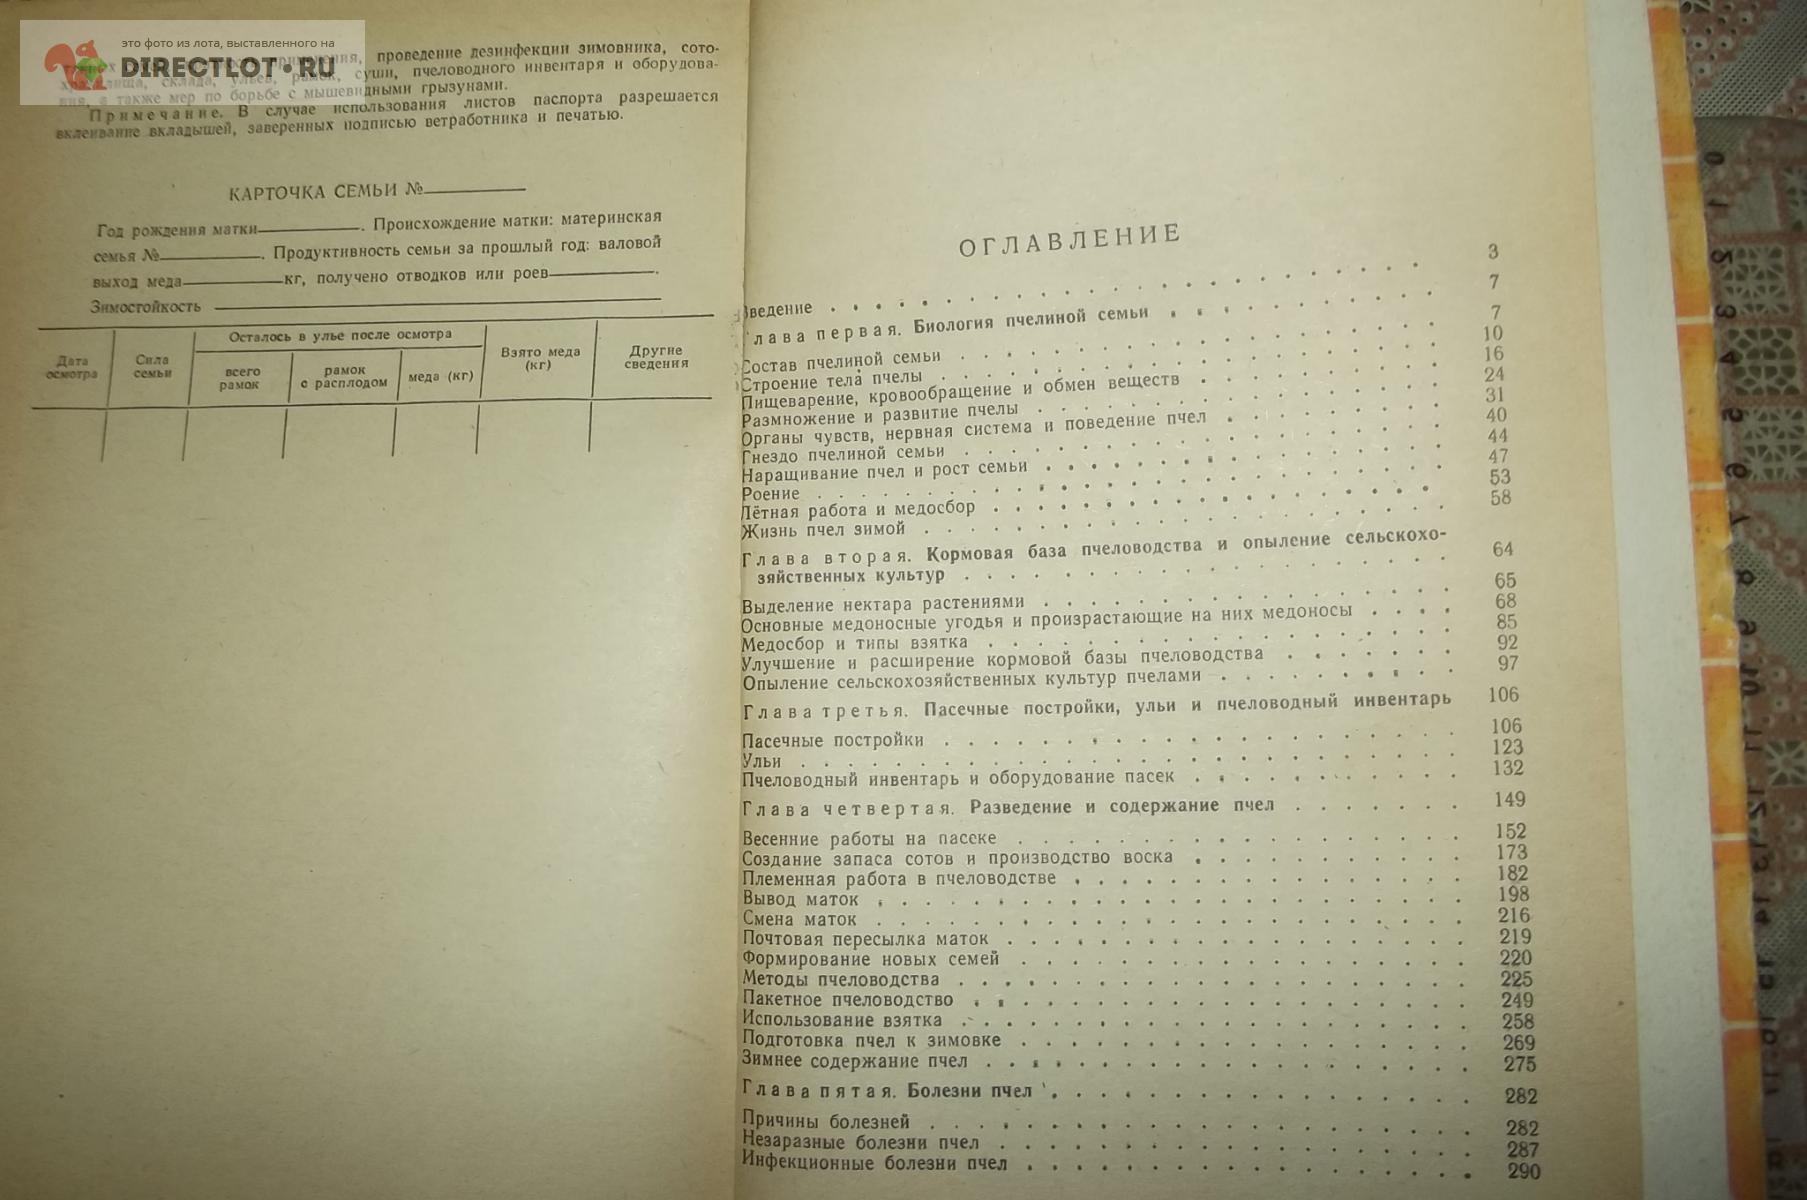 это фото из лота, выставленного на
DIRECTLOT.RU
проведение дезинфекции зимовника, сото-
хранилища, склада, ульев, рамок, суши, пчеловодного инвентаря и оборудова-
ния, а также мер по борьбе с мышевидными грызунами.
Примечание. В случае использования листов паспорта разрешается
вклеивание вкладышей, заверенных подписью ветработника и печатью.
КАРТОЧКА СЕМЬИ №
Год рождения матки . Происхождение матки: материнская
семья № . Продуктивность семьи за прошлый год: валовой
выход меда кг, получено отводков или роев .
Зимостойкость
Дата осмотра
Сила семьи
Осталось в улье после осмотра
всего рамок
рамок с расплодом
меда (кг)
Взято меда (кг)
Другие сведения
ОГЛАВЛЕНИЕ
Введение 3
Глава первая. Биология пчелиной семьи 7
Состав пчелиной семьи 7
Строение тела пчелы 10
Пищеварение, кровообращение и обмен веществ 16
Размножение и развитие пчелы 24
Органы чувств, нервная система и поведение пчел 31
Гнездо пчелиной семьи 40
Наращивание пчел и рост семьи 44
Роение 47
Лётная работа и медосбор 53
Жизнь пчел зимой 58
Глава вторая. Кормовая база пчеловодства и опыление сельскохо-
зяйственных культур 64
Выделение нектара растениями 65
Основные медоносные угодья и произрастающие на них медоносы 68
Медосбор и типы взятка 85
Улучшение и расширение кормовой базы пчеловодства 92
Опыление сельскохозяйственных культур пчелами 97
Глава третья. Пасечные постройки, ульи и пчеловодный инвентарь 106
Пасечные постройки 106
Ульи 123
Пчеловодный инвентарь и оборудование пасек 132
Глава четвертая. Разведение и содержание пчел 149
Весенние работы на пасеке 152
Создание запаса сотов и производство воска 173
Племенная работа в пчеловодстве 182
Вывод маток 198
Смена маток 216
Почтовая пересылка маток 219
Формирование новых семей 220
Методы пчеловодства 225
Пакетное пчеловодство 249
Использование взятка 258
Подготовка пчел к зимовке 269
Зимнее содержание пчел 275
Глава пятая. Болезни пчел 282
Причины болезней 282
Незаразные болезни пчел 287
Инфекционные болезни пчел 290